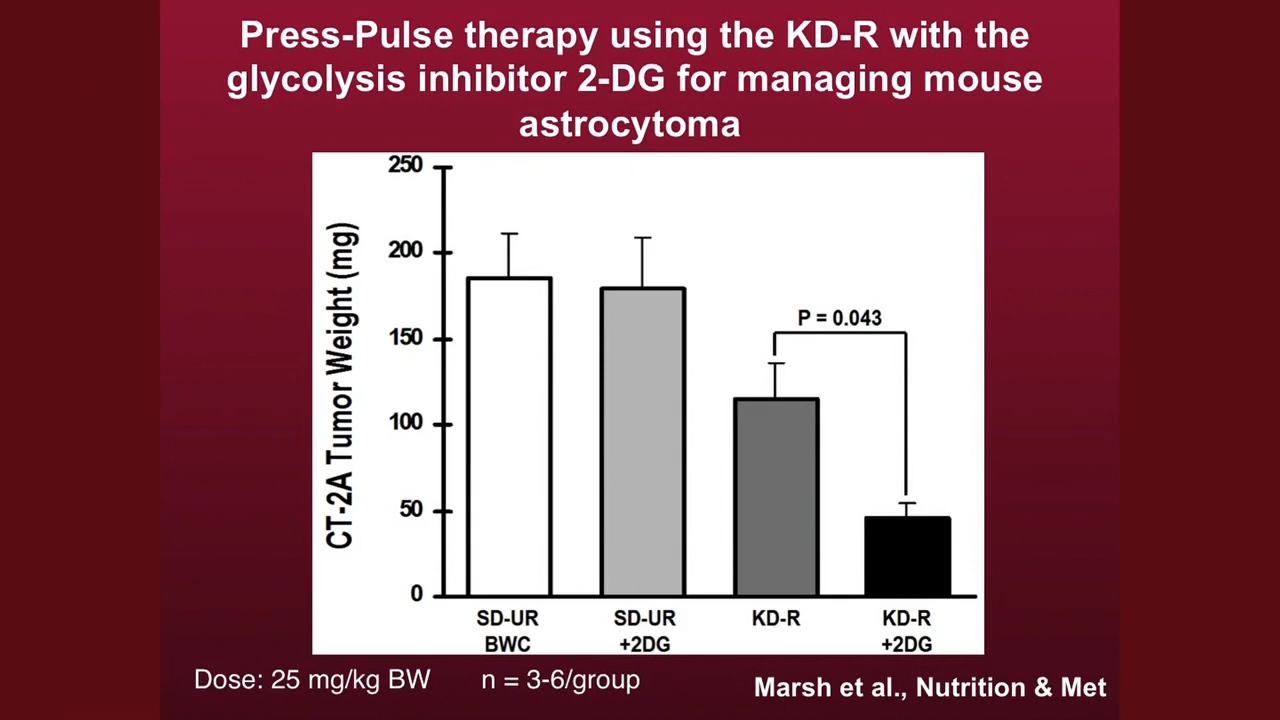 Press-Pulse therapy using the KD-R with the
glycolysis inhibitor 2-DG for managing mouse
astrocytoma
250
200
150
100
50
0
CT-2A Tumor Weight (mg)
P = 0.043
SD-UR
BWC
SD-UR
+2DG
KD-R
KD-R
+2DG
Dose: 25 mg/kg BW
n = 3-6/group
Marsh et al., Nutrition & Met